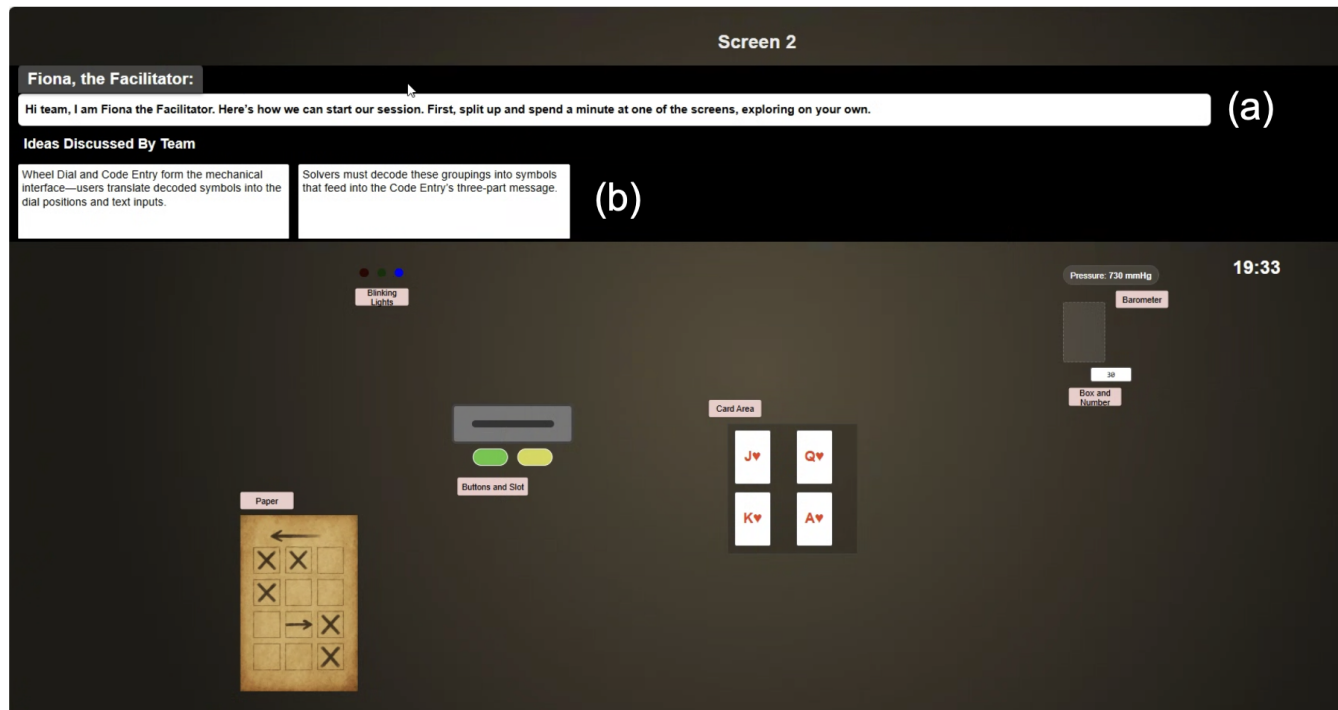 Screen 2
Fiona, the Facilitator:
Hi team, I am Fiona the Facilitator. Here's how we can start our session. First, split up and spend a minute at one of the screens, exploring on your own.
(a)
Ideas Discussed By Team
Wheel Dial and Code Entry form the mechanical
interface—users translate decoded symbols into the
dial positions and text inputs.
Solvers must decode these groupings into symbols
that feed into the Code Entry's three-part message.
(b)
Blinking
Lights
Pressure: 730 mmHg
19:33
Barometer
30
Box and
Number
Card Area
J♥
Q♥
K♥
A♥
Buttons and Slot
Paper